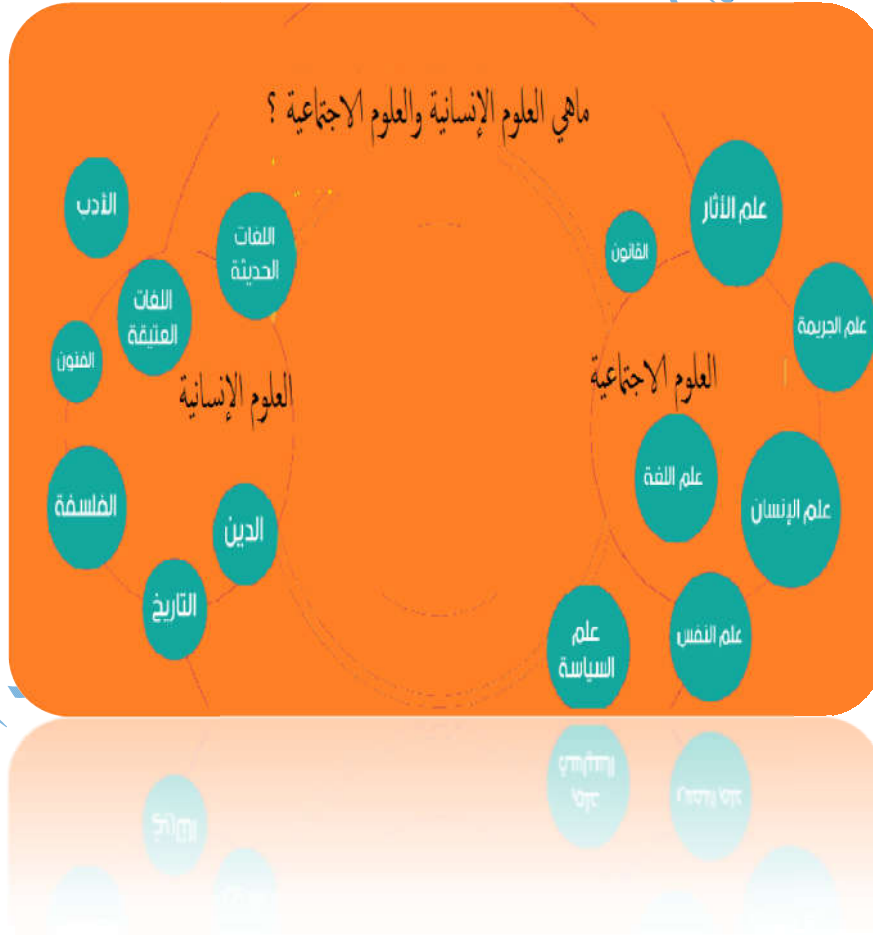 ماهي العلوم الإنسانية والعلوم الاجتماعية ؟
العلوم الاجتماعية
علم الأثار
القانون
علم الجريمة
علم اللغة
علم الإنسان
علم النفس
علم
السياسة
العلوم الإنسانية
اللغات
الحديثة
الأدب
اللغات
العتيقة
الفنون
الفلسفة
الدين
التاريخ